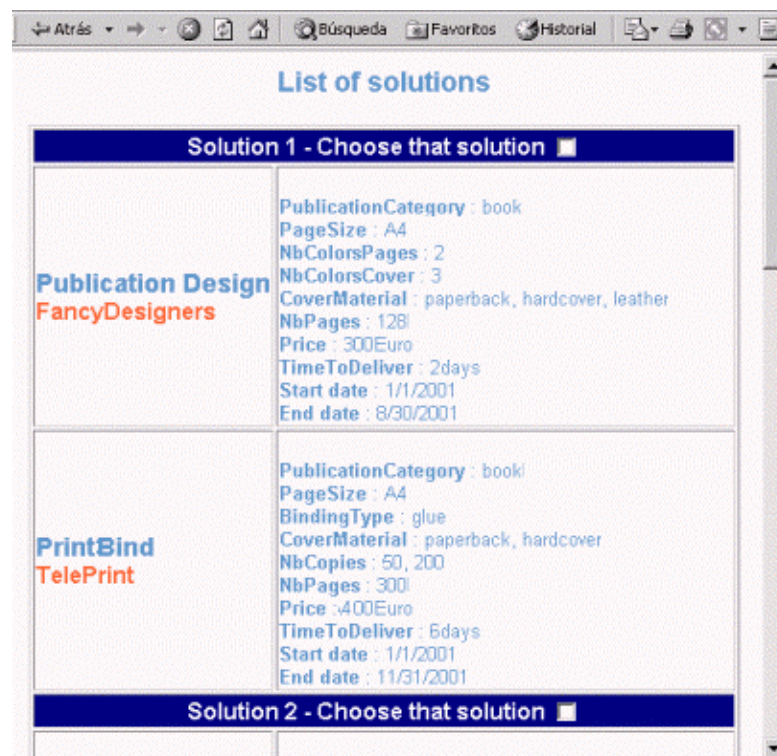 Atrás Búsqueda Favoritos Historial
List of solutions
Solution 1 - Choose that solution
Publication Design
FancyDesigners
PublicationCategory : book
PageSize : A4
NbColorsPages : 2
NbColorsCover : 3
CoverMaterial : paperback, hardcover, leather
NbPages : 128
Price : 300Euro
TimeToDeliver : 2days
Start date : 1/1/2001
End date : 8/30/2001
PrintBind
TelePrint
PublicationCategory : book
PageSize : A4
BindingType : glue
CoverMaterial : paperback, hardcover
NbCopies : 50, 200
NbPages : 300
Price : 400Euro
TimeToDeliver : 6days
Start date : 1/1/2001
End date : 11/31/2001
Solution 2 - Choose that solution